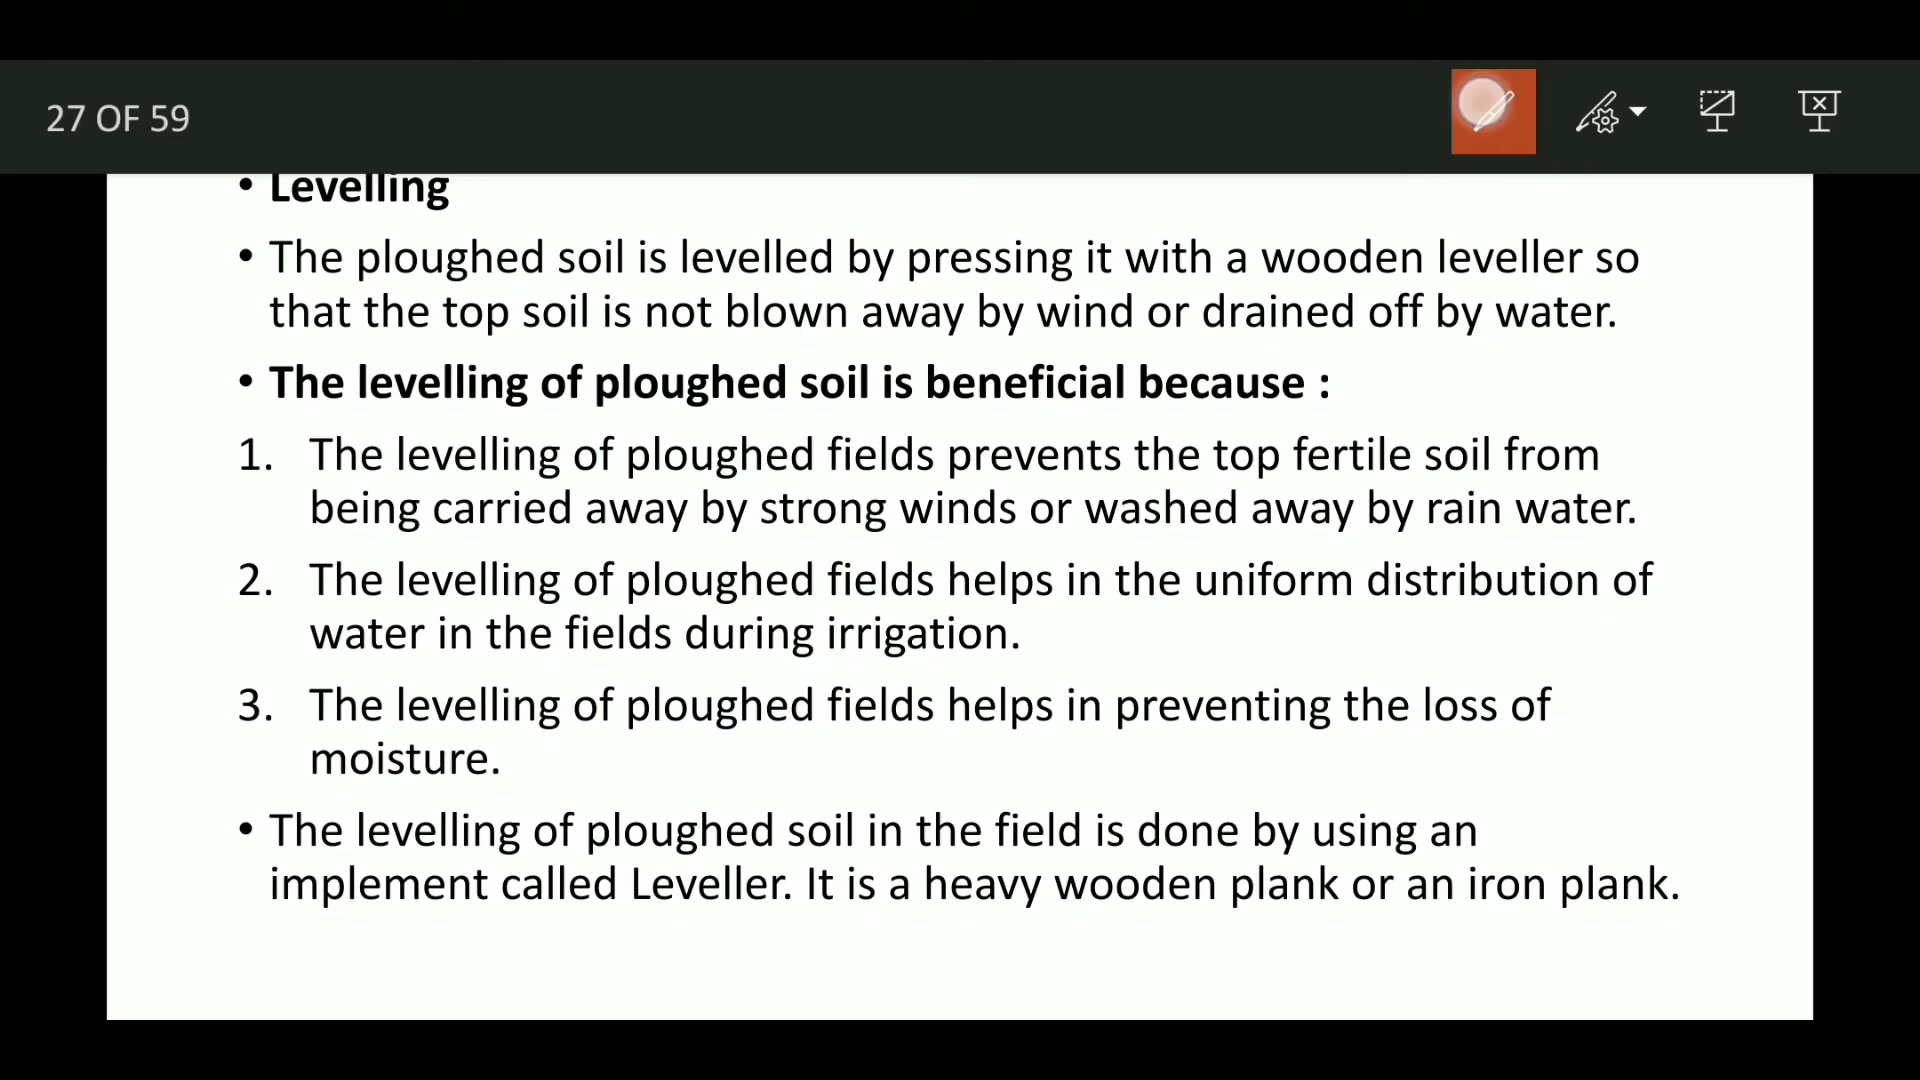 27 OF 59
• Levelling
• The ploughed soil is levelled by pressing it with a wooden leveller so
that the top soil is not blown away by wind or drained off by water.
• The levelling of ploughed soil is beneficial because :
1. The levelling of ploughed fields prevents the top fertile soil from
being carried away by strong winds or washed away by rain water.
2. The levelling of ploughed fields helps in the uniform distribution of
water in the fields during irrigation.
3. The levelling of ploughed fields helps in preventing the loss of
moisture.
• The levelling of ploughed soil in the field is done by using an
implement called Leveller. It is a heavy wooden plank or an iron plank.